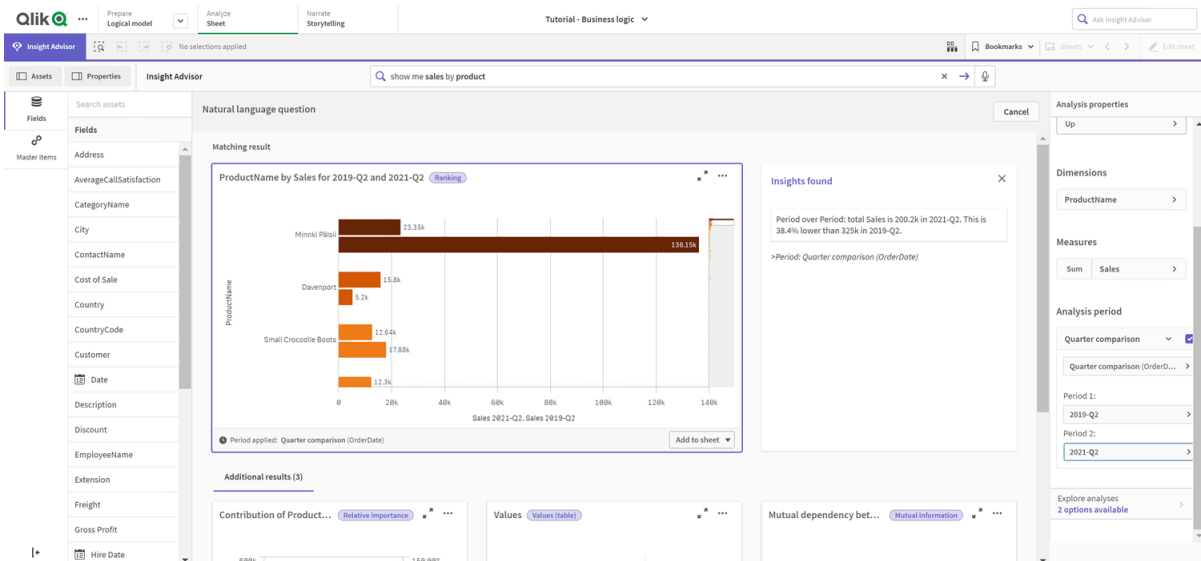 Qlik
Prepare
Logical model
Analyze
Sheet
Narrate
Storytelling
Tutorial - Business logic
Ask Insight Advisor
Insight Advisor
No selections applied
Bookmarks
Sheets
Edit sheet
Assets
Properties
Insight Advisor
show me sales by product
Fields
Master items
Search assets
Fields
Address
AverageCallSatisfaction
CategoryName
City
ContactName
Cost of Sale
Country
CountryCode
Customer
Date
Description
Discount
EmployeeName
Extension
Freight
Gross Profit
Hire Date
Natural language question
Cancel
Matching result
ProductName by Sales for 2019-Q2 and 2021-Q2
Ranking
ProductName
Minnki Pälsii
23.35k
136.15k
Davenport
15.8k
5.2k
Small Crocodile Boots
12.64k
17.88k
12.3k
0
20k
40k
60k
80k
100k
120k
140k
Sales 2021-Q2, Sales 2019-Q2
Period applied: Quarter comparison (OrderDate)
Add to sheet
Insights found
Period over Period: total Sales is 200.2k in 2021-Q2. This is
38.4% lower than 325k in 2019-Q2.
>Period: Quarter comparison (OrderDate)
Additional results (3)
Contribution of Product...
Relative importance
Values
Values (table)
Mutual dependency bet...
Mutual information
600k
150.00%
Analysis properties
Up
Dimensions
ProductName
Measures
Sum
Sales
Analysis period
Quarter comparison
Quarter comparison (OrderD...
Period 1:
2019-Q2
Period 2:
2021-Q2
Explore analyses
2 options available